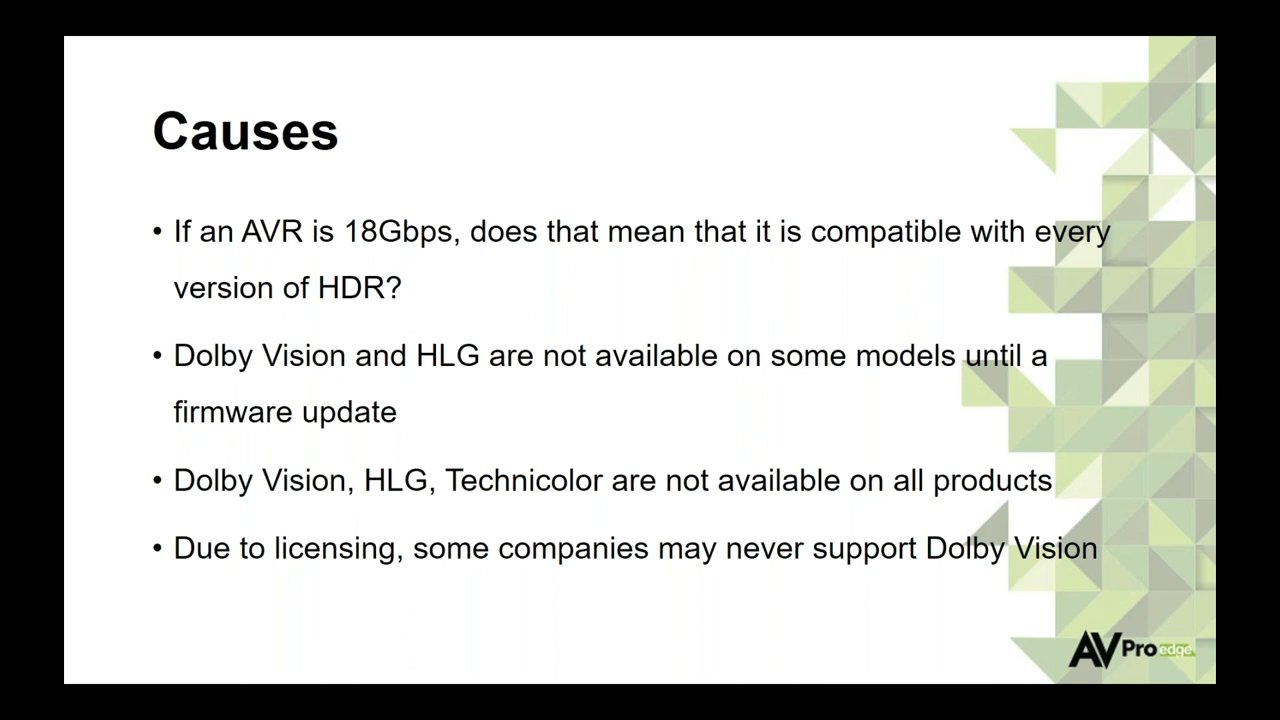 Causes
• If an AVR is 18Gbps, does that mean that it is compatible with every
version of HDR?
• Dolby Vision and HLG are not available on some models until a
firmware update
• Dolby Vision, HLG, Technicolor are not available on all products
• Due to licensing, some companies may never support Dolby Vision
AVPro edge